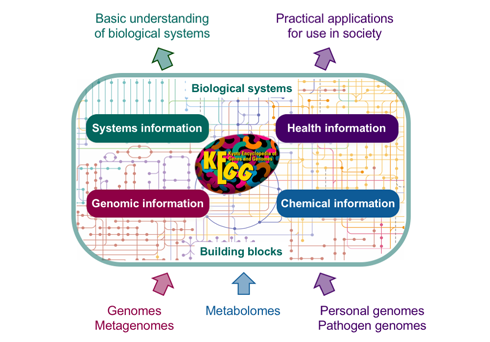 Basic understanding
of biological systems
Practical applications
for use in society
Biological systems
Systems information
Health information
KEGG
Kyoto Encyclopedia of
Genes and Genomes
Genomic information
Chemical information
Building blocks
Genomes
Metagenomes
Metabolomes
Personal genomes
Pathogen genomes